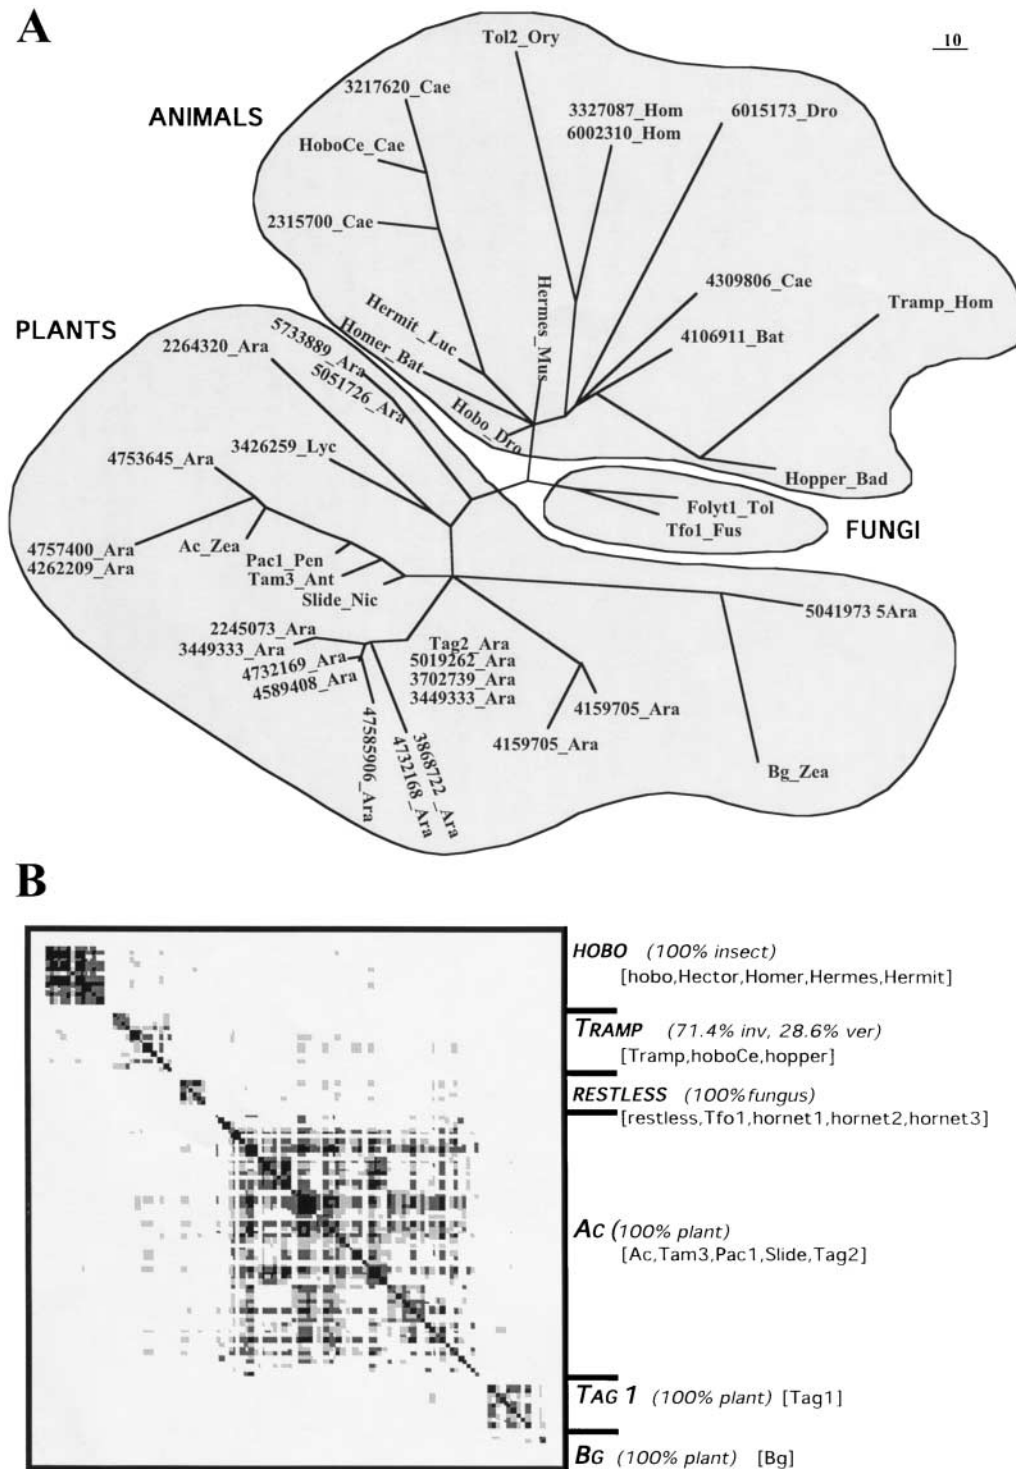 A
10
ANIMALS
Tol2_Ory
3217620_Cae
3327087_Hom
6002310_Hom
6015173_Dro
HoboCe_Cae
2315700_Cae
Hermes_Mus
4309806_Cae
Tramp_Hom
4106911_Bat
Hermit_Luc
Homer_Bat
Hobo_Dro
Hopper_Bad
PLANTS
2264320_Ara
5733889_Ara
5051726_Ara
3426259_Lyc
4753645_Ara
Folyt1_Tol
Tfo1_Fus
FUNGI
4757400_Ara
4262209_Ara
Ac_Zea
Pac1_Pen
Tam3_Ant
Slide_Nic
5041973 5Ara
2245073_Ara
3449333_Ara
4732169_Ara
4589408_Ara
Tag2_Ara
5019262_Ara
3702739_Ara
3449333_Ara
4159705_Ara
4159705_Ara
47585906_Ara
3868722_Ara
4732168_Ara
Bg_Zea
B
HOBO (100% insect)
[hobo,Hector,Homer,Hermes,Hermit]
TRAMP (71.4% inv, 28.6% ver)
[Tramp,hoboCe,hopper]
RESTLESS (100%fungus)
[restless,Tfo1,hornet1,hornet2,hornet3]
AC (100% plant)
[Ac,Tam3,Pac1,Slide,Tag2]
TAG 1 (100% plant) [Tag1]
BG (100% plant) [Bg]